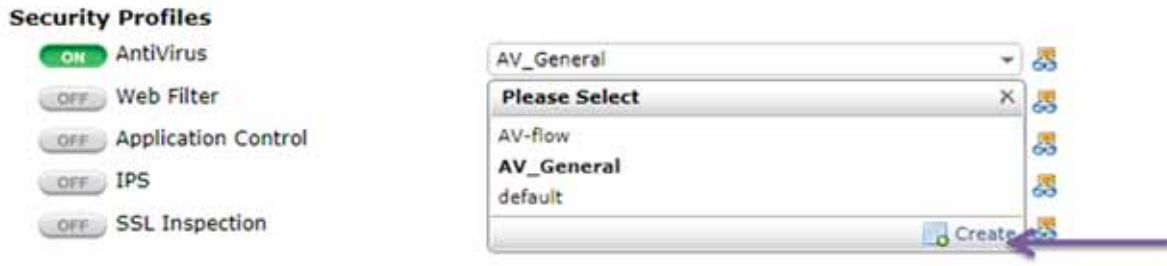 Security Profiles
ON AntiVirus AV_General
OFF Web Filter Please Select
OFF Application Control AV-flow
AV_General
OFF IPS default
OFF SSL Inspection Create